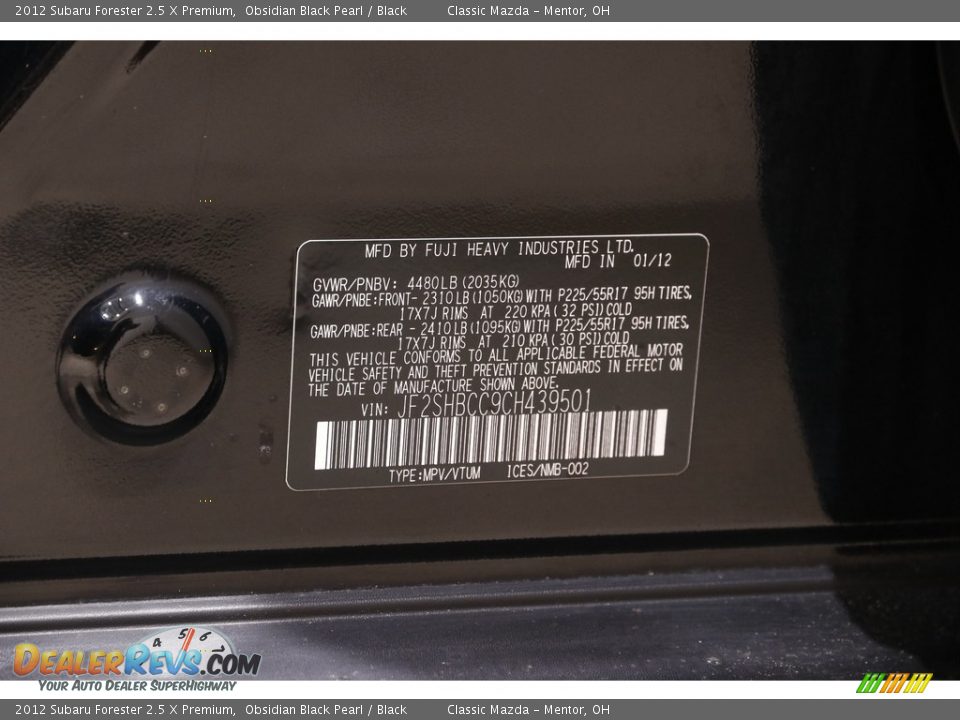 2012 Subaru Forester 2.5 X Premium, Obsidian Black Pearl / Black Classic Mazda - Mentor, OH
MFD BY FUJI HEAVY INDUSTRIES LTD.
MFD IN 01/12
GVWR/PNBV: 4480LB (2035KG)
GAWR/PNBE:FRONT- 2310LB (1050KG) WITH P225/55R17 95H TIRES,
17X7J RIMS AT 220 KPA ( 32 PSI) COLD
GAWR/PNBE:REAR - 2410LB (1095KG) WITH P225/55R17 95H TIRES,
17X7J RIMS AT 210 KPA ( 30 PSI) COLD
THIS VEHICLE CONFORMS TO ALL APPLICABLE FEDERAL MOTOR
VEHICLE SAFETY AND THEFT PREVENTION STANDARDS IN EFFECT ON
THE DATE OF MANUFACTURE SHOWN ABOVE.
VIN: JF2SHBCC9CH439501
TYPE:MPV/VTUM ICES/NMB-002
4 5 6 7
DEALERREVS.COM
YOUR AUTO DEALER SUPERHIGHWAY
2012 Subaru Forester 2.5 X Premium, Obsidian Black Pearl / Black Classic Mazda - Mentor, OH